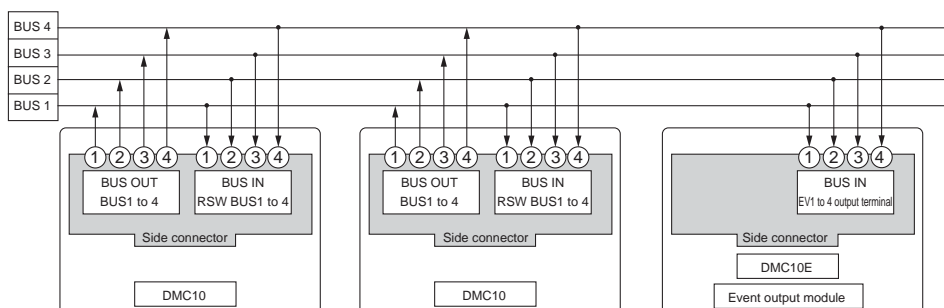 BUS 4
BUS 3
BUS 2
BUS 1
1 2 3 4 1 2 3 4
BUS OUT
BUS1 to 4
BUS IN
RSW BUS1 to 4
Side connector
DMC10
1 2 3 4 1 2 3 4
BUS OUT
BUS1 to 4
BUS IN
RSW BUS1 to 4
Side connector
DMC10
1 2 3 4
BUS IN
EV1 to 4 output terminal
Side connector
DMC10E
Event output module